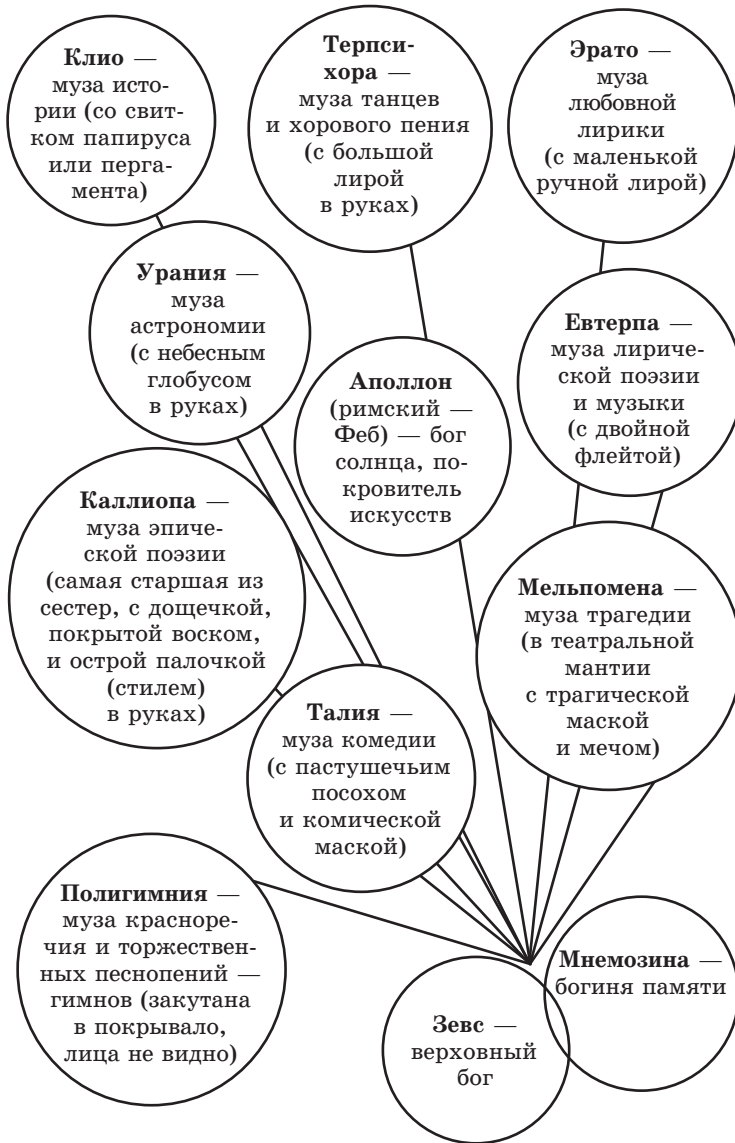 Клио —
муза исто-
рии (со свит-
ком папируса
или перга-
мента)
Терпси-
хора —
муза танцев
и хорового пения
(с большой
лирой
в руках)
Эрато —
муза
любовной
лирики
(с маленькой
ручной лирой)
Урания —
муза
астрономии
(с небесным
глобусом
в руках)
Аполлон
(римский —
Феб) — бог
солнца, по-
кровитель
искусств
Евтерпа —
муза лириче-
ской поэзии
и музыки
(с двойной
флейтой)
Каллиопа —
муза эпиче-
ской поэзии
(самая старшая из
сестер, с дощечкой,
покрытой воском,
и острой палочкой
(стилем)
в руках)
Мельпомена —
муза трагедии
(в театральной
мантии
с трагической
маской
и мечом)
Талия —
муза комедии
(с пастушечьим
посохом
и комической
маской)
Полигимния —
муза красноре-
чия и торжествен-
ных песнопений —
гимнов (закутана
в покрывало,
лица не видно)
Мнемозина —
богиня памяти
Зевс —
верховный
бог